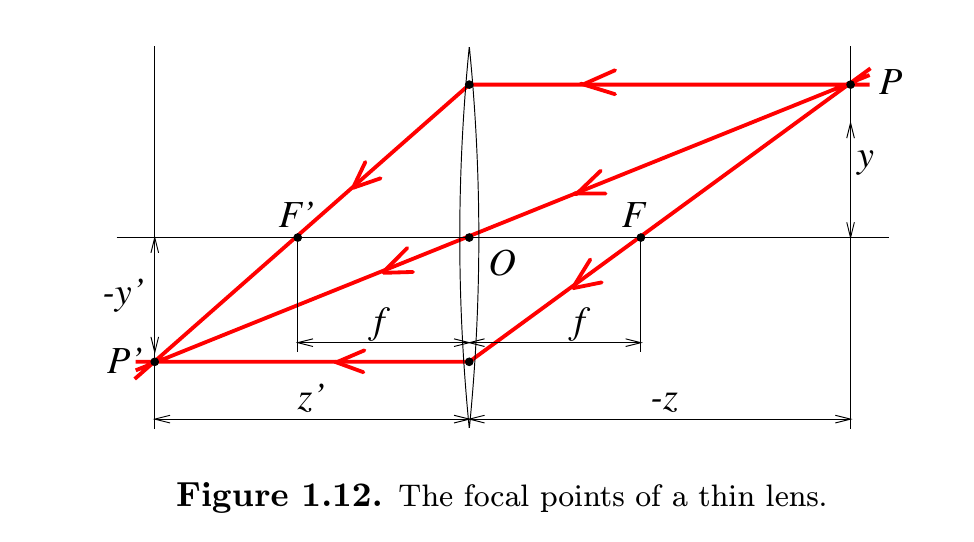 P
y
F'
F
O
-y'
f
f
P'
z'
-z
Figure 1.12. The focal points of a thin lens.